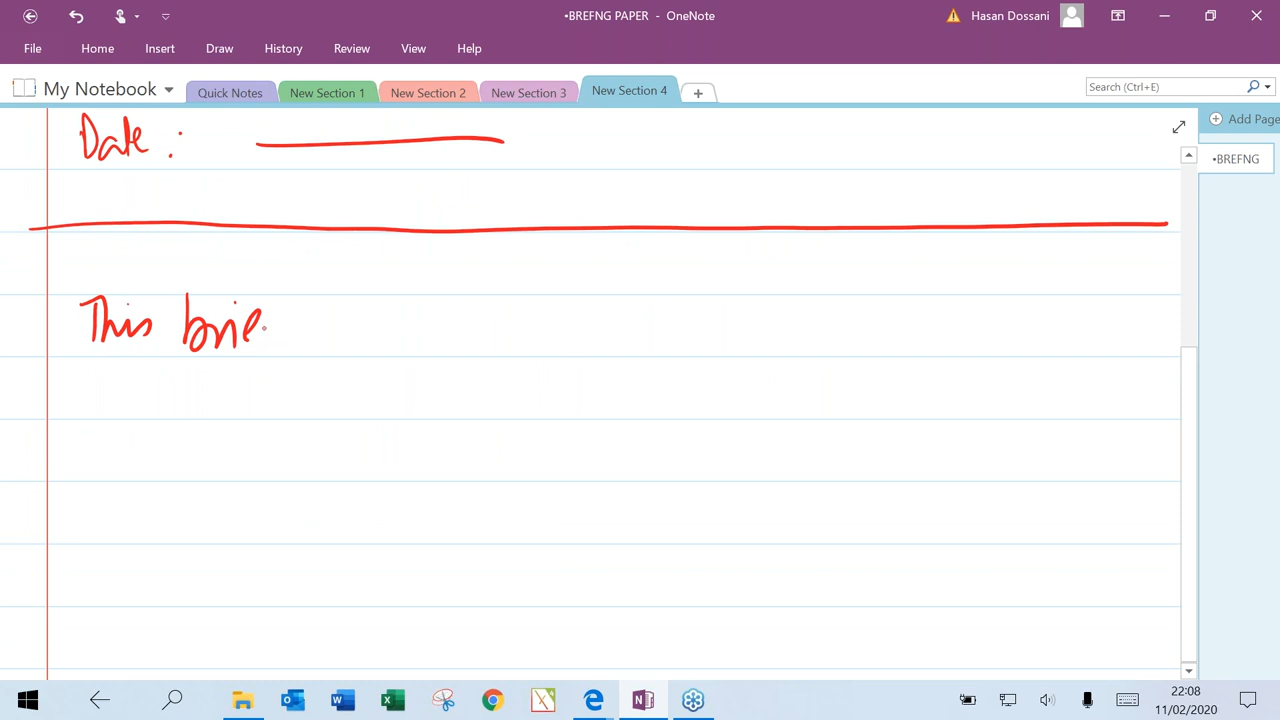 •BREFNG PAPER - OneNote
Hasan Dossani
File Home Insert Draw History Review View Help
My Notebook Quick Notes New Section 1 New Section 2 New Section 3 New Section 4 +
Search (Ctrl+E)
Add Page
•BREFNG
Date :
This brie
22:08
11/02/2020